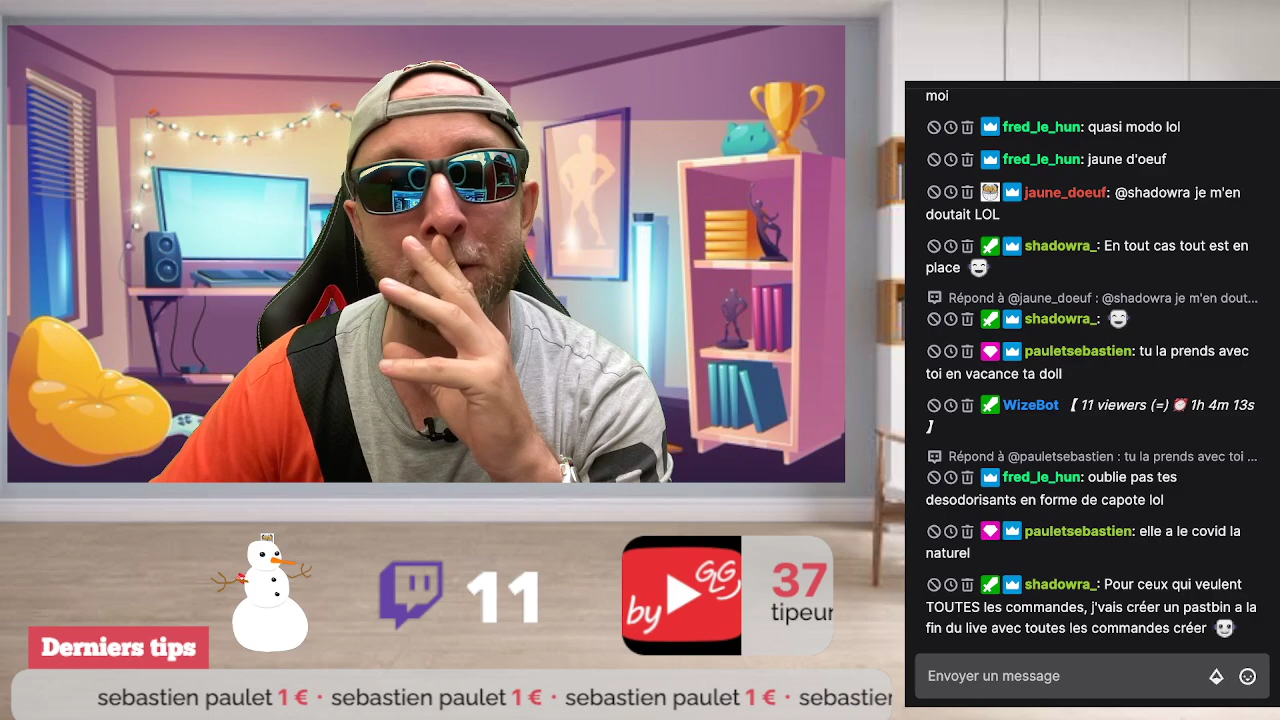 moi
fred_le_hun: quasi modo lol
fred_le_hun: jaune d'oeuf
jaune_doeuf: @shadowra je m'en
doutait LOL
shadowra_: En tout cas tout est en
place
Répond à @jaune_doeuf : @shadowra je m'en dout...
shadowra_:
pauletsebastien: tu la prends avec
toi en vacance ta doll
WizeBot 【 11 viewers (=) ⏰ 1h 4m 13s
】
Répond à @pauletsebastien : tu la prends avec toi ...
fred_le_hun: oublie pas tes
desodorisants en forme de capote lol
pauletsebastien: elle a le covid la
naturel
shadowra_: Pour ceux qui veulent
TOUTES les commandes, j'vais créer un pastbin a la
fin du live avec toutes les commandes créer
Envoyer un message
11
by GG
37
tipeur
Derniers tips
sebastien paulet 1 € · sebastien paulet 1 € · sebastien paulet 1 € · sebastier